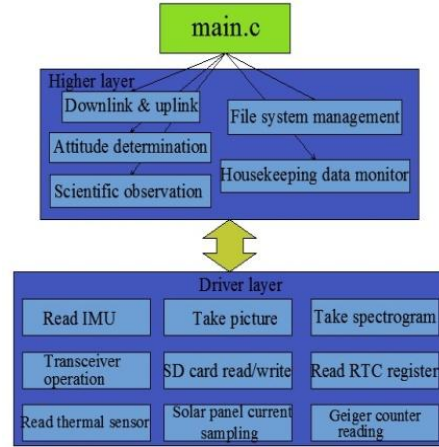 main.c
Higher layer
Downlink & uplink
File system management
Attitude determination
Housekeeping data monitor
Scientific observation
Driver layer
Read IMU
Take picture
Take spectrogram
Transceiver
operation
SD card read/write
Read RTC register
Read thermal sensor
Solar panel current
sampling
Geiger counter
reading